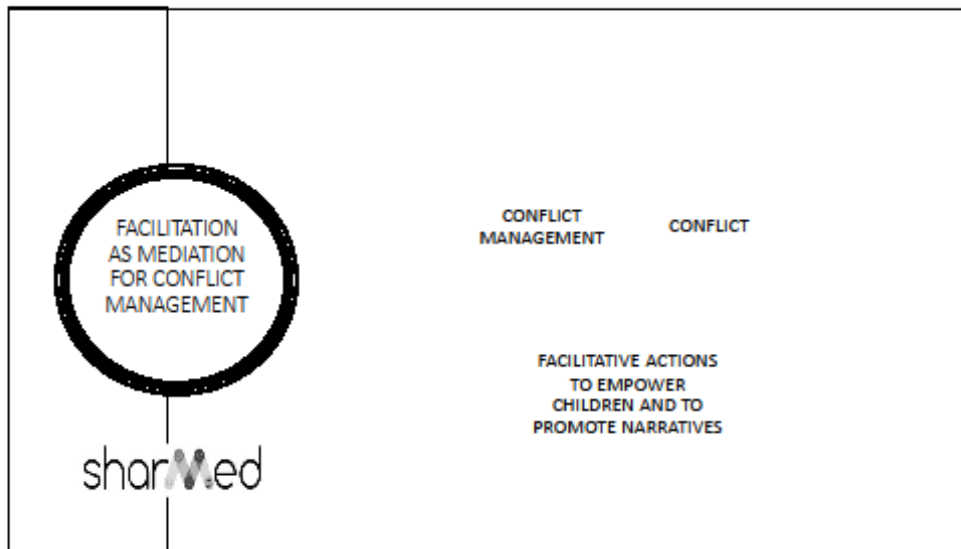 FACILITATION
AS MEDIATION
FOR CONFLICT
MANAGEMENT
sharMed
CONFLICT
MANAGEMENT
CONFLICT
FACILITATIVE ACTIONS
TO EMPOWER
CHILDREN AND TO
PROMOTE NARRATIVES